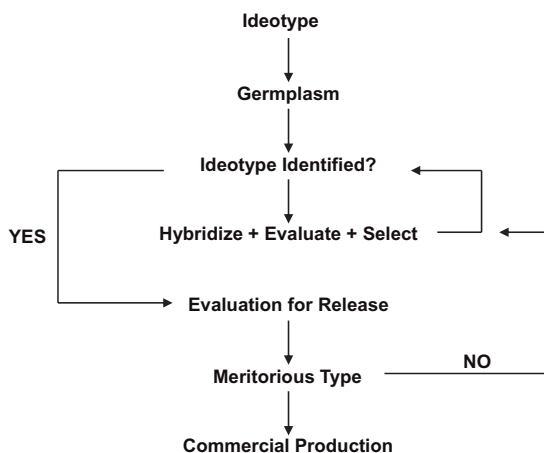 Ideotype
Germplasm
Ideotype Identified?
YES
Hybridize + Evaluate + Select
Evaluation for Release
NO
Meritorious Type
Commercial Production